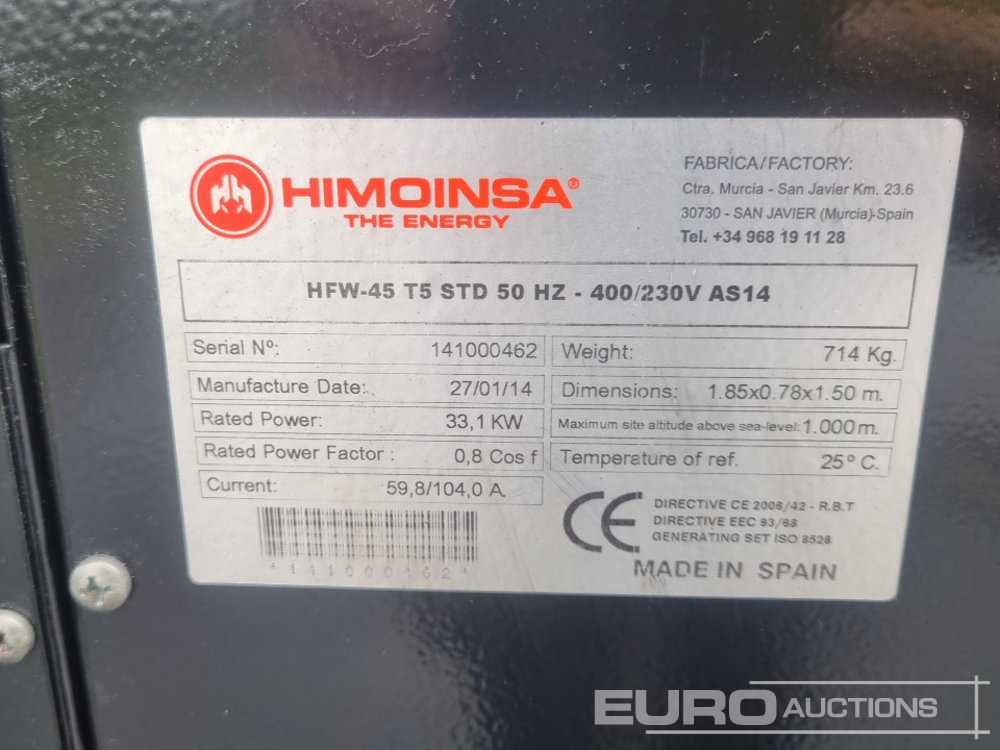 HIMOINSA®
THE ENERGY
FABRICA/FACTORY:
Ctra. Murcia - San Javier Km. 23.6
30730 - SAN JAVIER (Murcia)-Spain
Tel. +34 968 19 11 28
HFW-45 T5 STD 50 HZ - 400/230V AS14
Serial Nº: 141000462
Manufacture Date: 27/01/14
Rated Power: 33,1 KW
Rated Power Factor : 0,8 Cos f
Current: 59,8/104,0 A
*141000462*
Weight: 714 Kg.
Dimensions: 1.85x0.78x1.50 m.
Maximum site altitude above sea-level: 1.000 m.
Temperature of ref. 25º C.
CE
DIRECTIVE CE 2006/42 - R.B.T
DIRECTIVE EEC 93/68
GENERATING SET ISO 8528
MADE IN SPAIN
EURO AUCTIONS